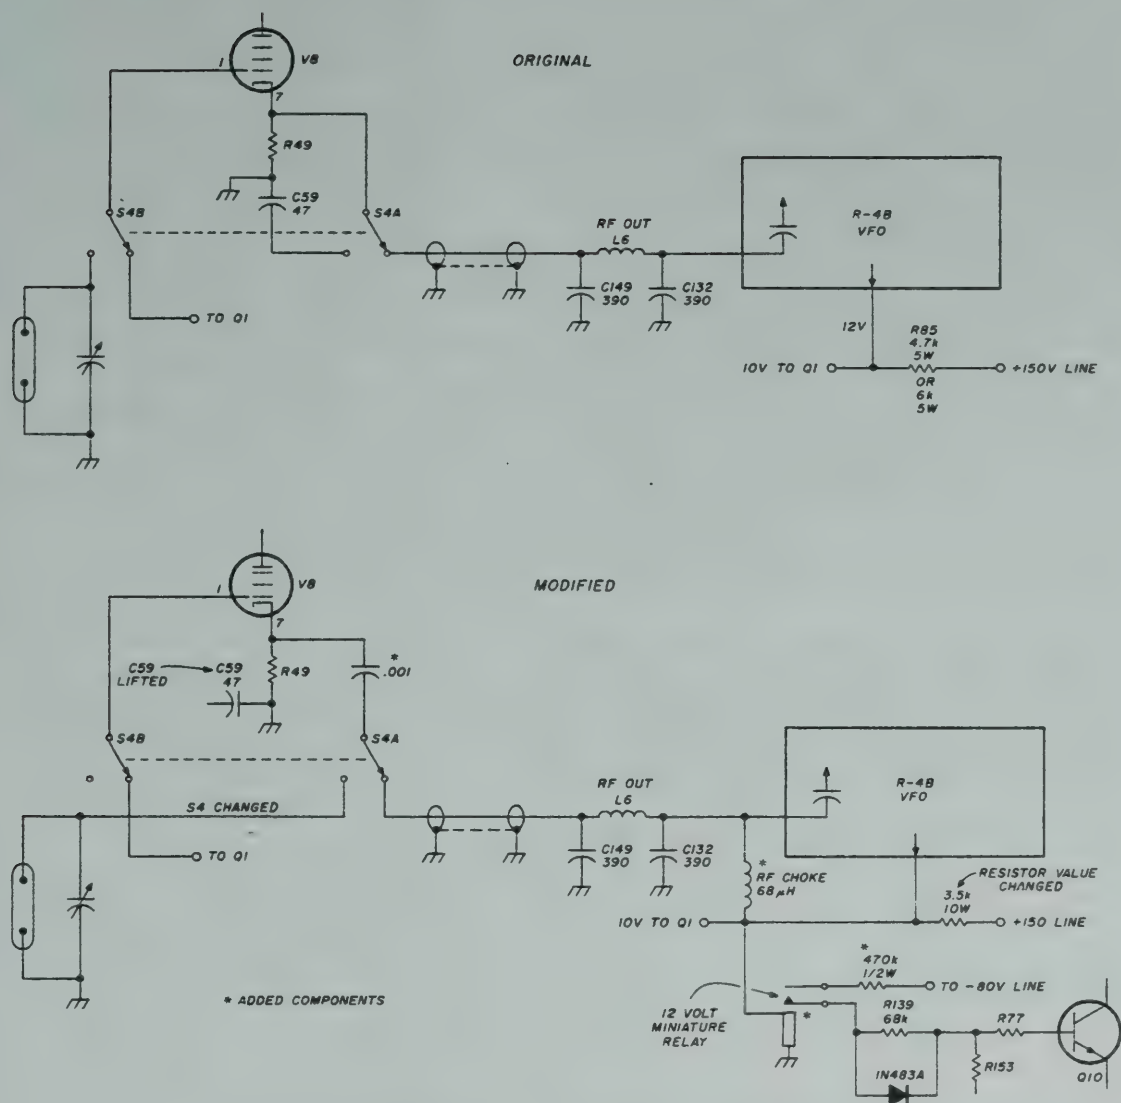 ORIGINAL
V8
1
7
R49
C59
47
S4B
S4A
TO Q1
RF OUT
L6
C149
390
C132
390
R-4B
VFO
12V
10V TO Q1
R85
4.7k
5W
OR
6k
5W
+150V LINE
MODIFIED
V8
1
7
C59
LIFTED
C59
47
R49
*
.001
S4B
S4A
S4 CHANGED
TO Q1
RF OUT
L6
C149
390
C132
390
R-4B
VFO
*
RF CHOKE
68μH
RESISTOR VALUE
CHANGED
3.5k
10W
10V TO Q1
+150 LINE
*
470k
1/2W
TO -80V LINE
* ADDED COMPONENTS
12 VOLT
MINIATURE
RELAY
*
R139
68k
R77
1N483A
R153
Q10